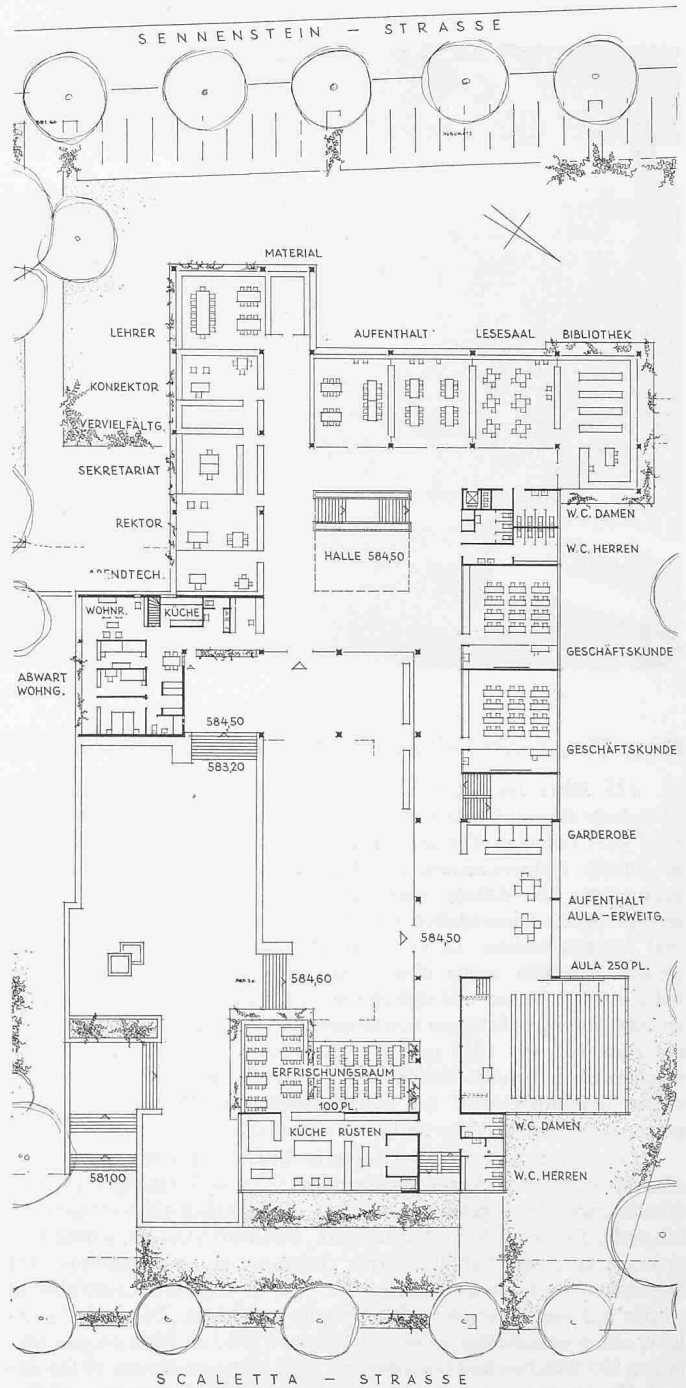 SENNENSTEIN – STRASSE
MATERIAL
LEHRER
AUFENTHALT
LESESAAL
BIBLIOTHEK
KONREKTOR
VERVIELFÄLTG.
SEKRETARIAT
REKTOR
W.C. DAMEN
W.C. HERREN
HALLE 584,50
WOHNR.
KÜCHE
GESCHÄFTSKUNDE
ABWART
WOHNG.
584,50
583,20
GESCHÄFTSKUNDE
GARDEROBE
AUFENTHALT
AULA-ERWEITG.
584,50
AULA 250 PL.
584,60
ERFRISCHUNGSRAUM
100 PL.
KÜCHE RÜSTEN
W.C. DAMEN
W.C. HERREN
581,00
SCALETTA – STRASSE